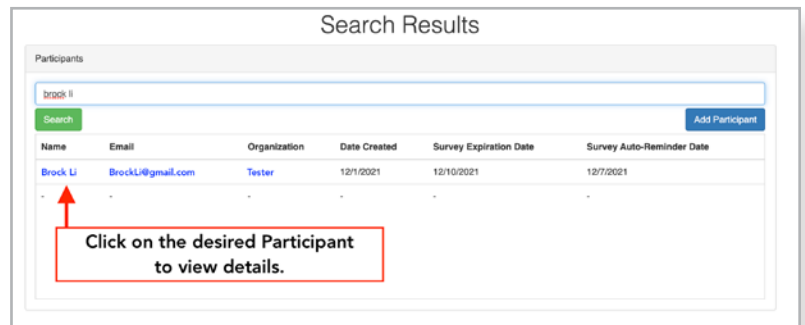 Search Results
Participants
brock li
Search
Add Participant
Name Email Organization Date Created Survey Expiration Date Survey Auto-Reminder Date
Brock Li BrockLi@gmail.com Tester 12/1/2021 12/10/2021 12/7/2021
- - - - - -
Click on the desired Participant
to view details.